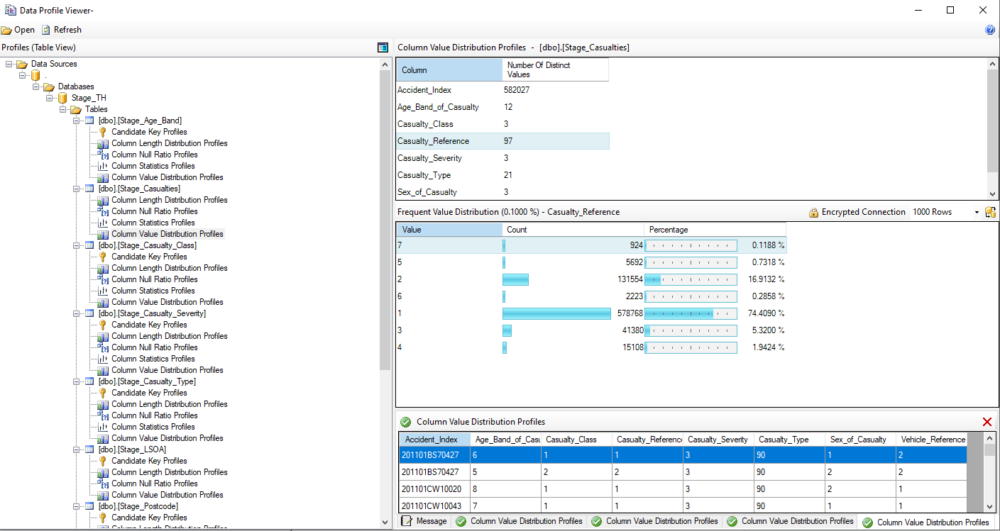 Data Profile Viewer-
Open Refresh
Profiles (Table View)
Data Sources
.
Databases
Stage_TH
Tables
[dbo].[Stage_Age_Band]
Candidate Key Profiles
Column Length Distribution Profiles
Column Null Ratio Profiles
Column Statistics Profiles
Column Value Distribution Profiles
[dbo].[Stage_Casualties]
Column Length Distribution Profiles
Column Null Ratio Profiles
Column Statistics Profiles
Column Value Distribution Profiles
[dbo].[Stage_Casualty_Class]
Candidate Key Profiles
Column Length Distribution Profiles
Column Null Ratio Profiles
Column Statistics Profiles
Column Value Distribution Profiles
[dbo].[Stage_Casualty_Severity]
Candidate Key Profiles
Column Length Distribution Profiles
Column Null Ratio Profiles
Column Statistics Profiles
Column Value Distribution Profiles
[dbo].[Stage_Casualty_Type]
Candidate Key Profiles
Column Length Distribution Profiles
Column Null Ratio Profiles
Column Statistics Profiles
Column Value Distribution Profiles
[dbo].[Stage_LSOA]
Candidate Key Profiles
Column Length Distribution Profiles
Column Null Ratio Profiles
Column Value Distribution Profiles
[dbo].[Stage_Postcode]
Candidate Key Profiles
Column Length Distribution Profiles
Column Value Distribution Profiles - [dbo].[Stage_Casualties]
Column Number Of Distinct
Values
Accident_Index 582027
Age_Band_of_Casualty 12
Casualty_Class 3
Casualty_Reference 97
Casualty_Severity 3
Casualty_Type 21
Sex_of_Casualty 3
Frequent Value Distribution (0.1000 %) - Casualty_Reference Encrypted Connection 1000 Rows
Value Count Percentage
7 924 0.1188 %
5 5692 0.7318 %
2 131554 16.9132 %
6 2223 0.2858 %
1 578768 74.4090 %
3 41380 5.3200 %
4 15108 1.9424 %
Column Value Distribution Profiles
Accident_Index Age_Band_of_Casu Casualty_Class Casualty_Reference Casualty_Severity Casualty_Type Sex_of_Casualty Vehicle_Reference
201101BS70427 6 1 1 3 90 1 2
201101BS70427 5 2 2 3 90 2 2
201101CW10020 8 1 1 3 90 2 1
201101CW10043 7 1 1 3 90 1 1
Message Column Value Distribution Profiles Column Value Distribution Profiles Column Value Distribution Profiles Column Value Distribution Profiles